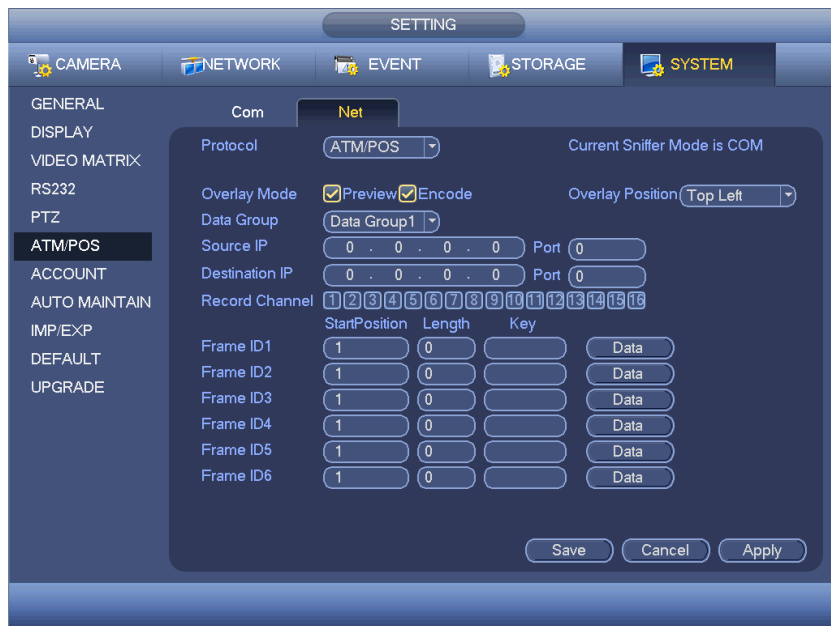 SETTING
CAMERA NETWORK EVENT STORAGE SYSTEM
GENERAL
DISPLAY
VIDEO MATRIX
RS232
PTZ
ATM/POS
ACCOUNT
AUTO MAINTAIN
IMP/EXP
DEFAULT
UPGRADE
Com Net
Protocol ATM/POS Current Sniffer Mode is COM
Overlay Mode Preview Encode Overlay Position Top Left
Data Group Data Group1
Source IP 0 . 0 . 0 . 0 Port 0
Destination IP 0 . 0 . 0 . 0 Port 0
Record Channel 1 2 3 4 5 6 7 8 9 10 11 12 13 14 15 16
StartPosition Length Key
Frame ID1 1 0 Data
Frame ID2 1 0 Data
Frame ID3 1 0 Data
Frame ID4 1 0 Data
Frame ID5 1 0 Data
Frame ID6 1 0 Data
Save Cancel Apply